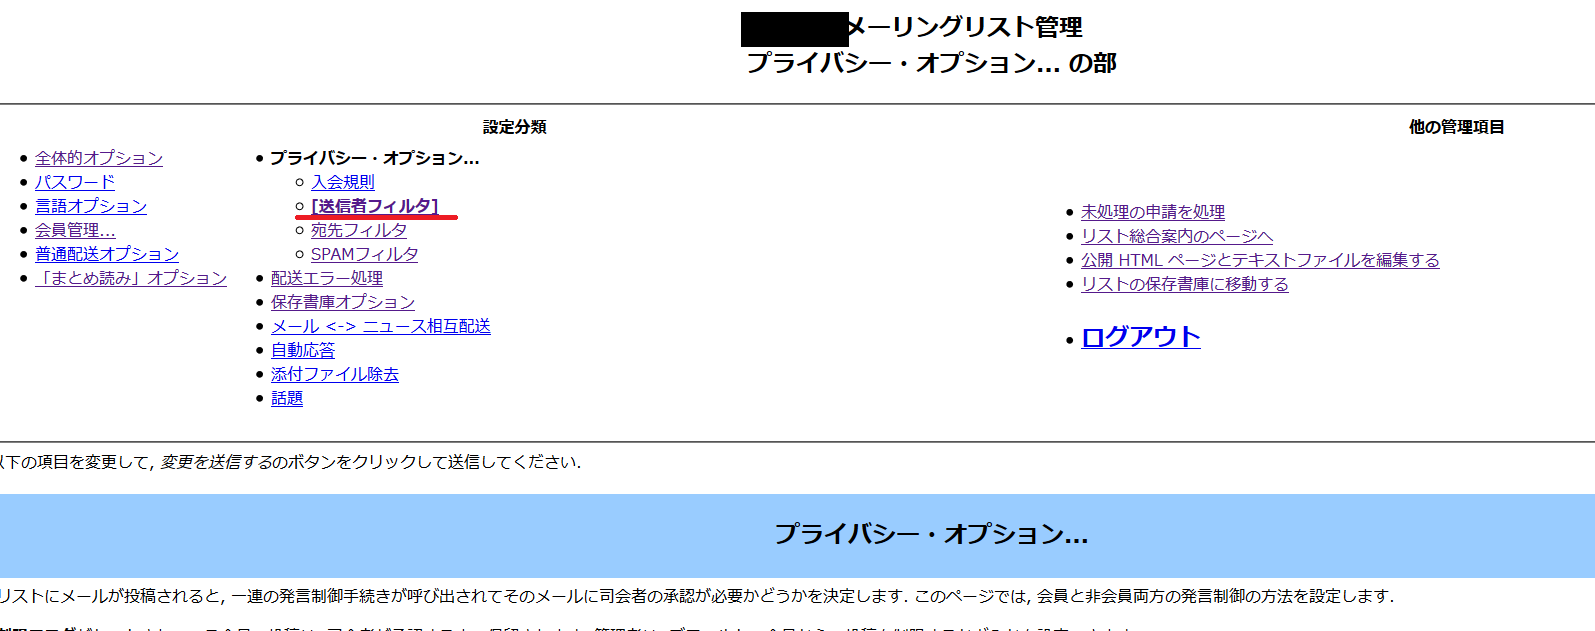 メーリングリスト管理
プライバシー・オプション... の部
設定分類
他の管理項目
全体的オプション
パスワード
言語オプション
会員管理...
普通配送オプション
「まとめ読み」オプション
プライバシー・オプション...
入会規則
[送信者フィルタ]
宛先フィルタ
SPAMフィルタ
配送エラー処理
保存書庫オプション
メール <-> ニュース相互配送
自動応答
添付ファイル除去
話題
未処理の申請を処理
リスト総合案内のページへ
公開 HTML ページとテキストファイルを編集する
リストの保存書庫に移動する
ログアウト
以下の項目を変更して, 変更を送信するのボタンをクリックして送信してください.
プライバシー・オプション...
リストにメールが投稿されると, 一連の発言制御手続きが呼び出されてそのメールに司会者の承認が必要かどうかを決定します. このページでは, 会員と非会員両方の発言制御の方法を設定します.